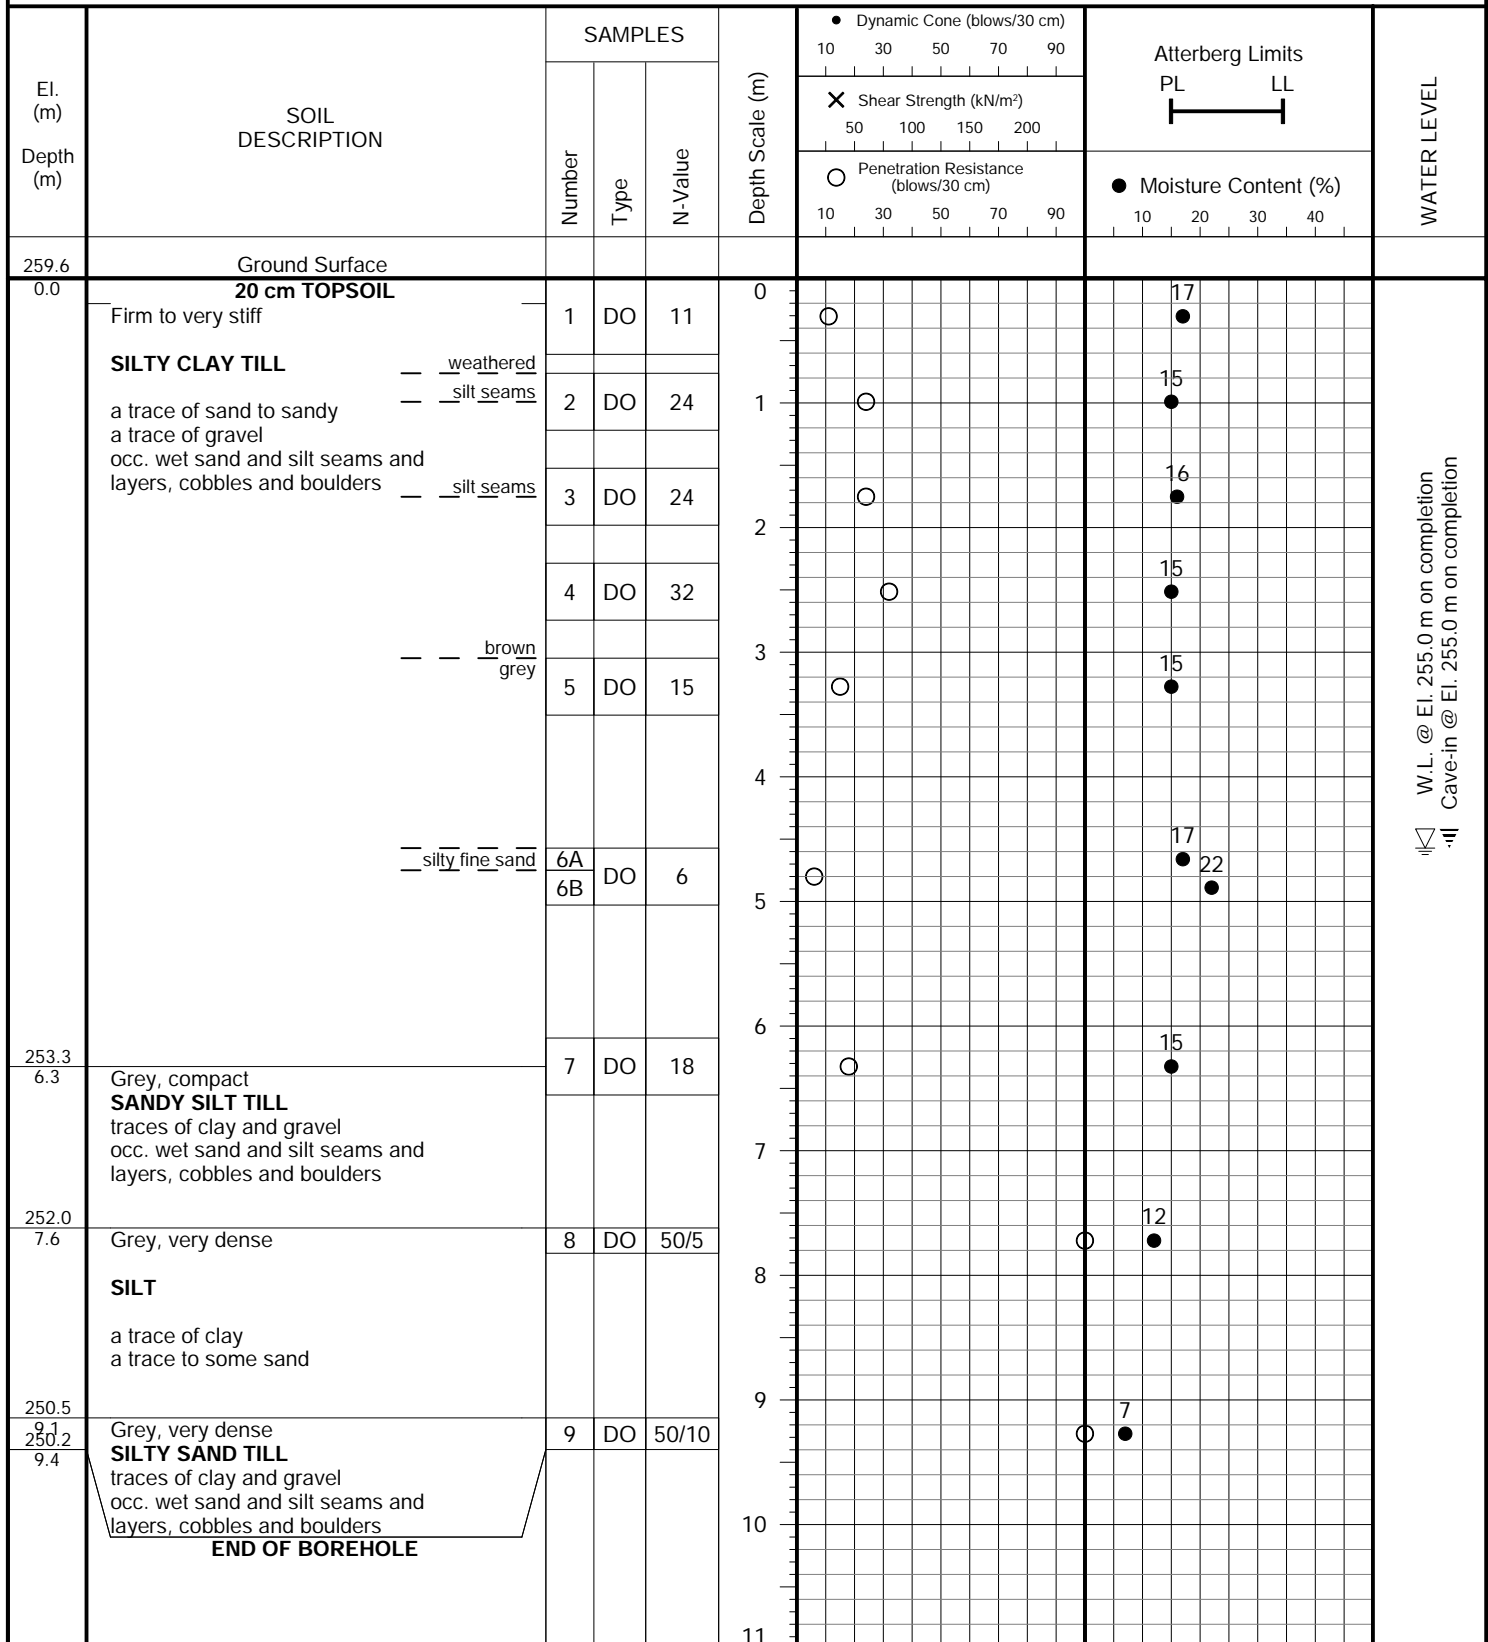 El.
(m)
Depth
(m)
SOIL
DESCRIPTION
SAMPLES
Number
Type
N-Value
Depth Scale (m)
● Dynamic Cone (blows/30 cm)
10 30 50 70 90
✕ Shear Strength (kN/m²)
50 100 150 200
○ Penetration Resistance
(blows/30 cm)
10 30 50 70 90
Atterberg Limits
PL LL
● Moisture Content (%)
10 20 30 40
WATER LEVEL
259.6 Ground Surface
0.0 20 cm TOPSOIL 0
17
Firm to very stiff 1 DO 11
SILTY CLAY TILL weathered
15
silt seams
2 DO 24 1
a trace of sand to sandy
a trace of gravel
occ. wet sand and silt seams and
16
layers, cobbles and boulders silt seams
3 DO 24
2
15
4 DO 32
brown
3
grey
15
5 DO 15
4
W.L. @ El. 255.0 m on completion
Cave-in @ El. 255.0 m on completion
17
silty fine sand 6A
22
DO 6
6B
5
6
15
253.3
7 DO 18
6.3
Grey, compact
SANDY SILT TILL
traces of clay and gravel
occ. wet sand and silt seams and
7
layers, cobbles and boulders
252.0
12
7.6 Grey, very dense 8 DO 50/5
8
SILT
a trace of clay
a trace to some sand
9
250.5
7
9.1 Grey, very dense 9 DO 50/10
250.2
SILTY SAND TILL
9.4
traces of clay and gravel
occ. wet sand and silt seams and
layers, cobbles and boulders
10
END OF BOREHOLE
11